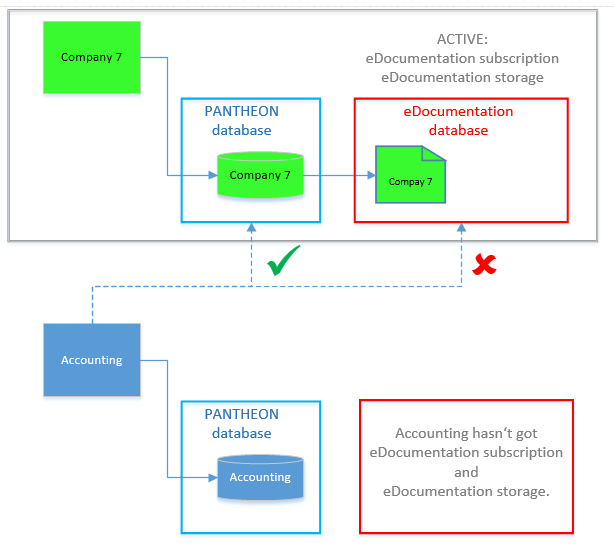 Company 7
ACTIVE:
eDocumentation subscription
eDocumentation storage
PANTHEON
database
Company 7
eDocumentation
database
Compay 7
Accounting
PANTHEON
database
Accounting
Accounting hasn‘t got
eDocumentation subscription
and
eDocumentation storage.